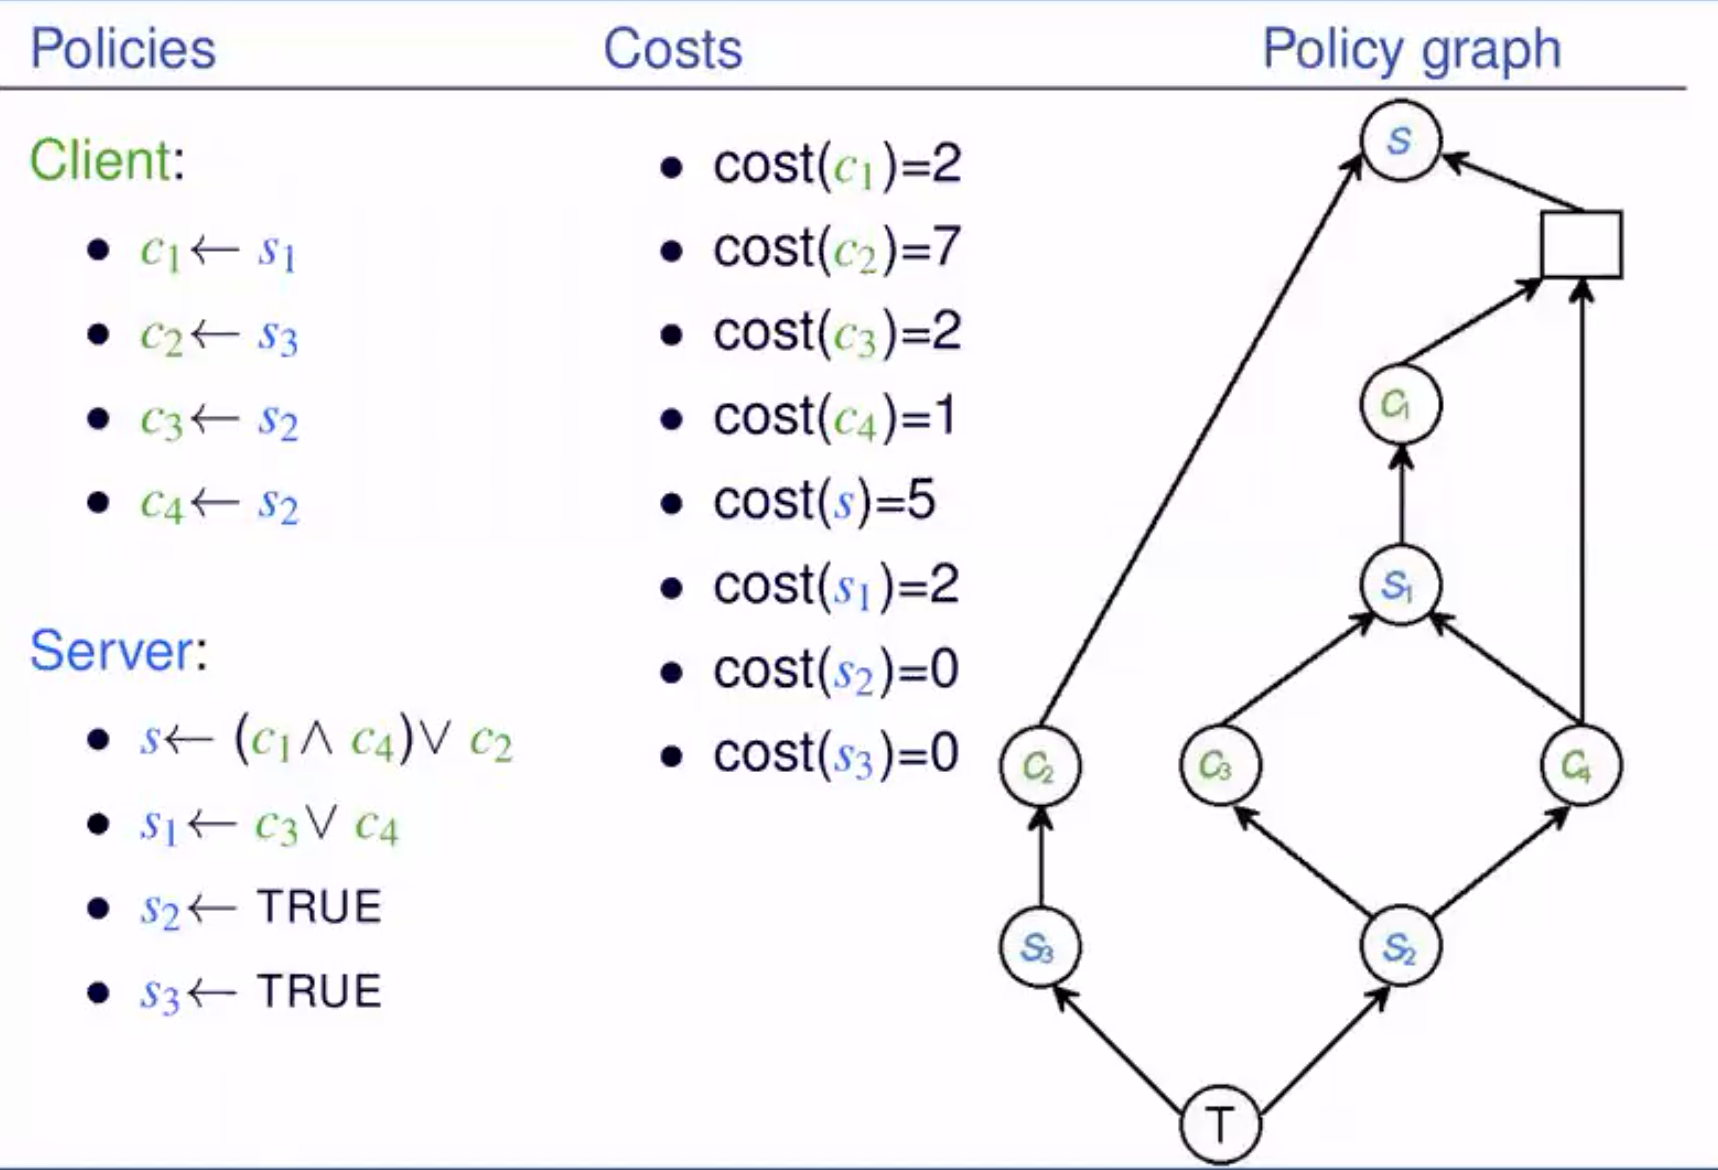 Policies Costs Policy graph
Client:
• c₁← s₁
• c₂← s₃
• c₃← s₂
• c₄← s₂
Server:
• s← (c₁∧ c₄)∨ c₂
• s₁← c₃∨ c₄
• s₂← TRUE
• s₃← TRUE
• cost(c₁)=2
• cost(c₂)=7
• cost(c₃)=2
• cost(c₄)=1
• cost(s)=5
• cost(s₁)=2
• cost(s₂)=0
• cost(s₃)=0
S
C₁
S₁
C₂ C₃ C₄
S₃ S₂
T